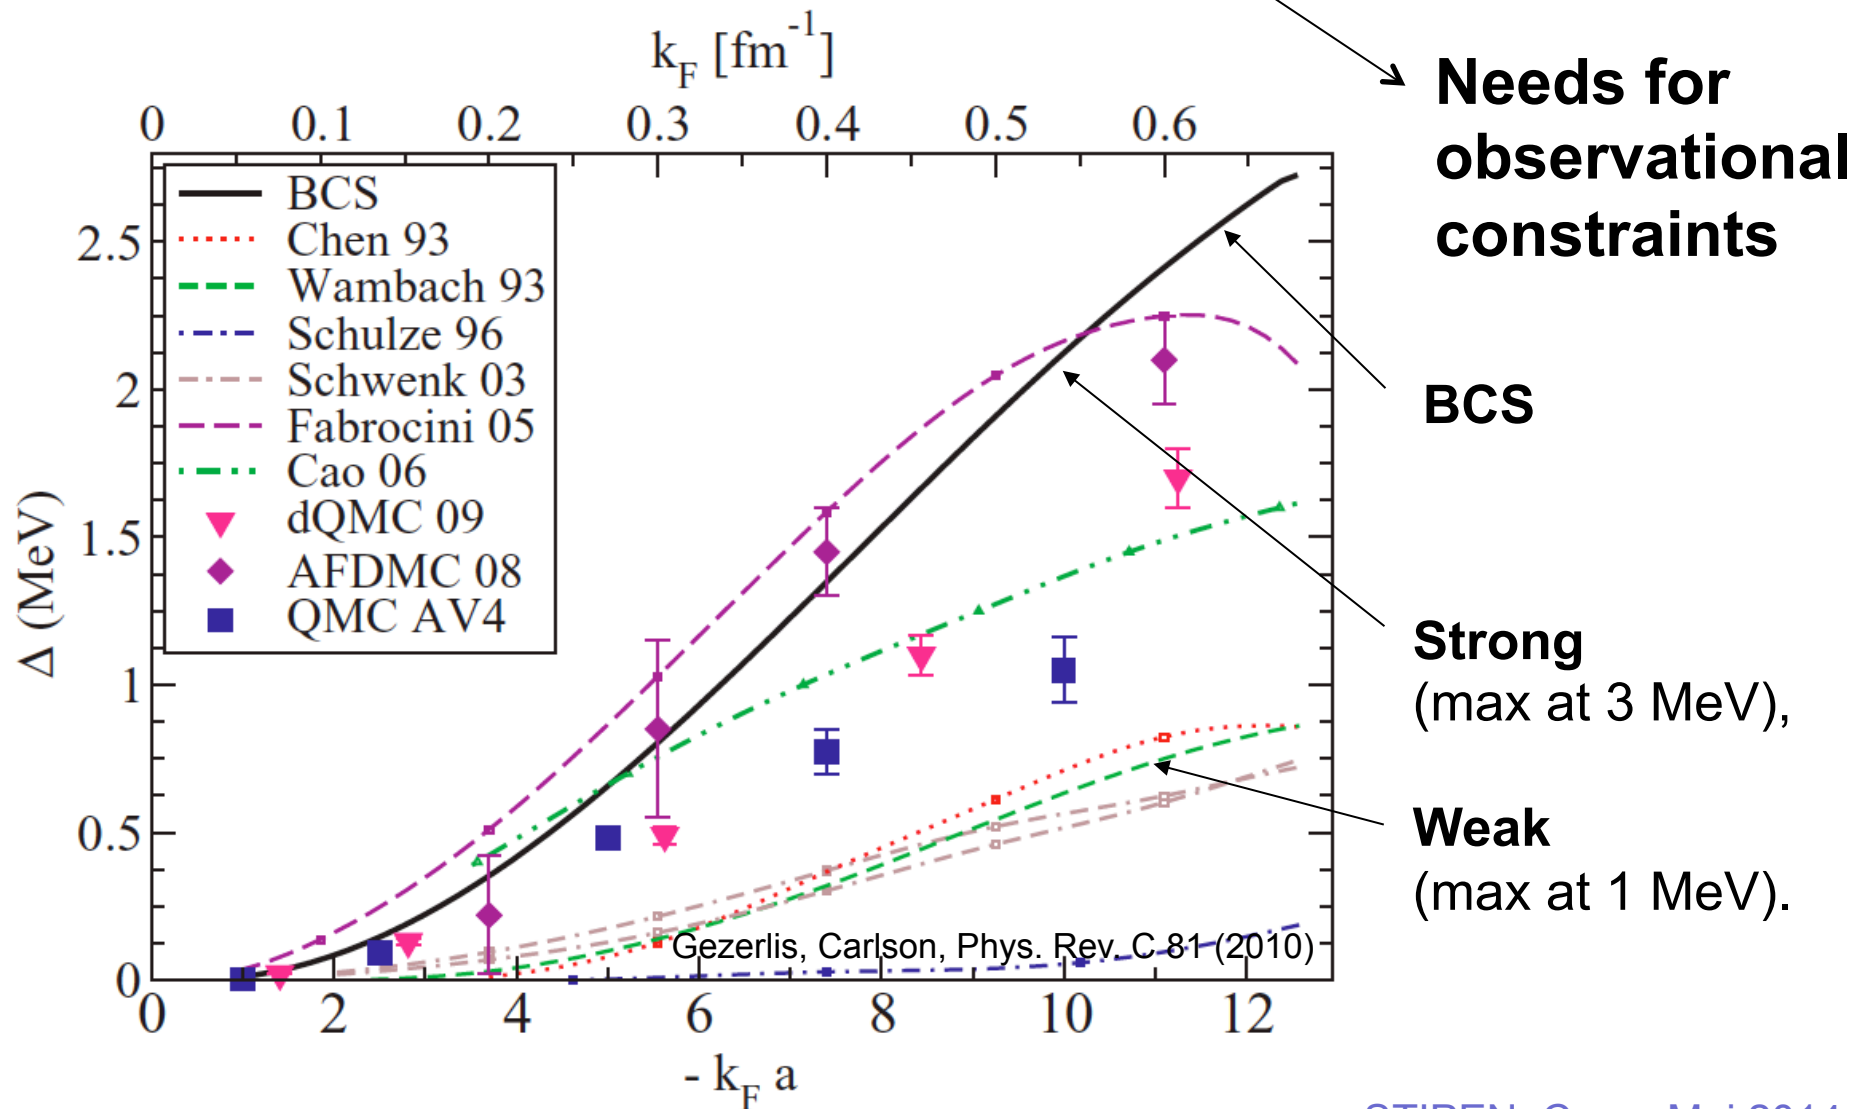 k_F [fm^-1]
0 0.1 0.2 0.3 0.4 0.5 0.6
Needs for
observational
constraints
BCS
Chen 93
Wambach 93
Schulze 96
Schwenk 03
Fabrocini 05
Cao 06
dQMC 09
AFDMC 08
QMC AV4
2.5
2
1.5
1
0.5
0
Δ (MeV)
BCS
Strong
(max at 3 MeV),
Weak
(max at 1 MeV).
Gezerlis, Carlson, Phys. Rev. C 81 (2010)
0 2 4 6 8 10 12
- k_F a
2011